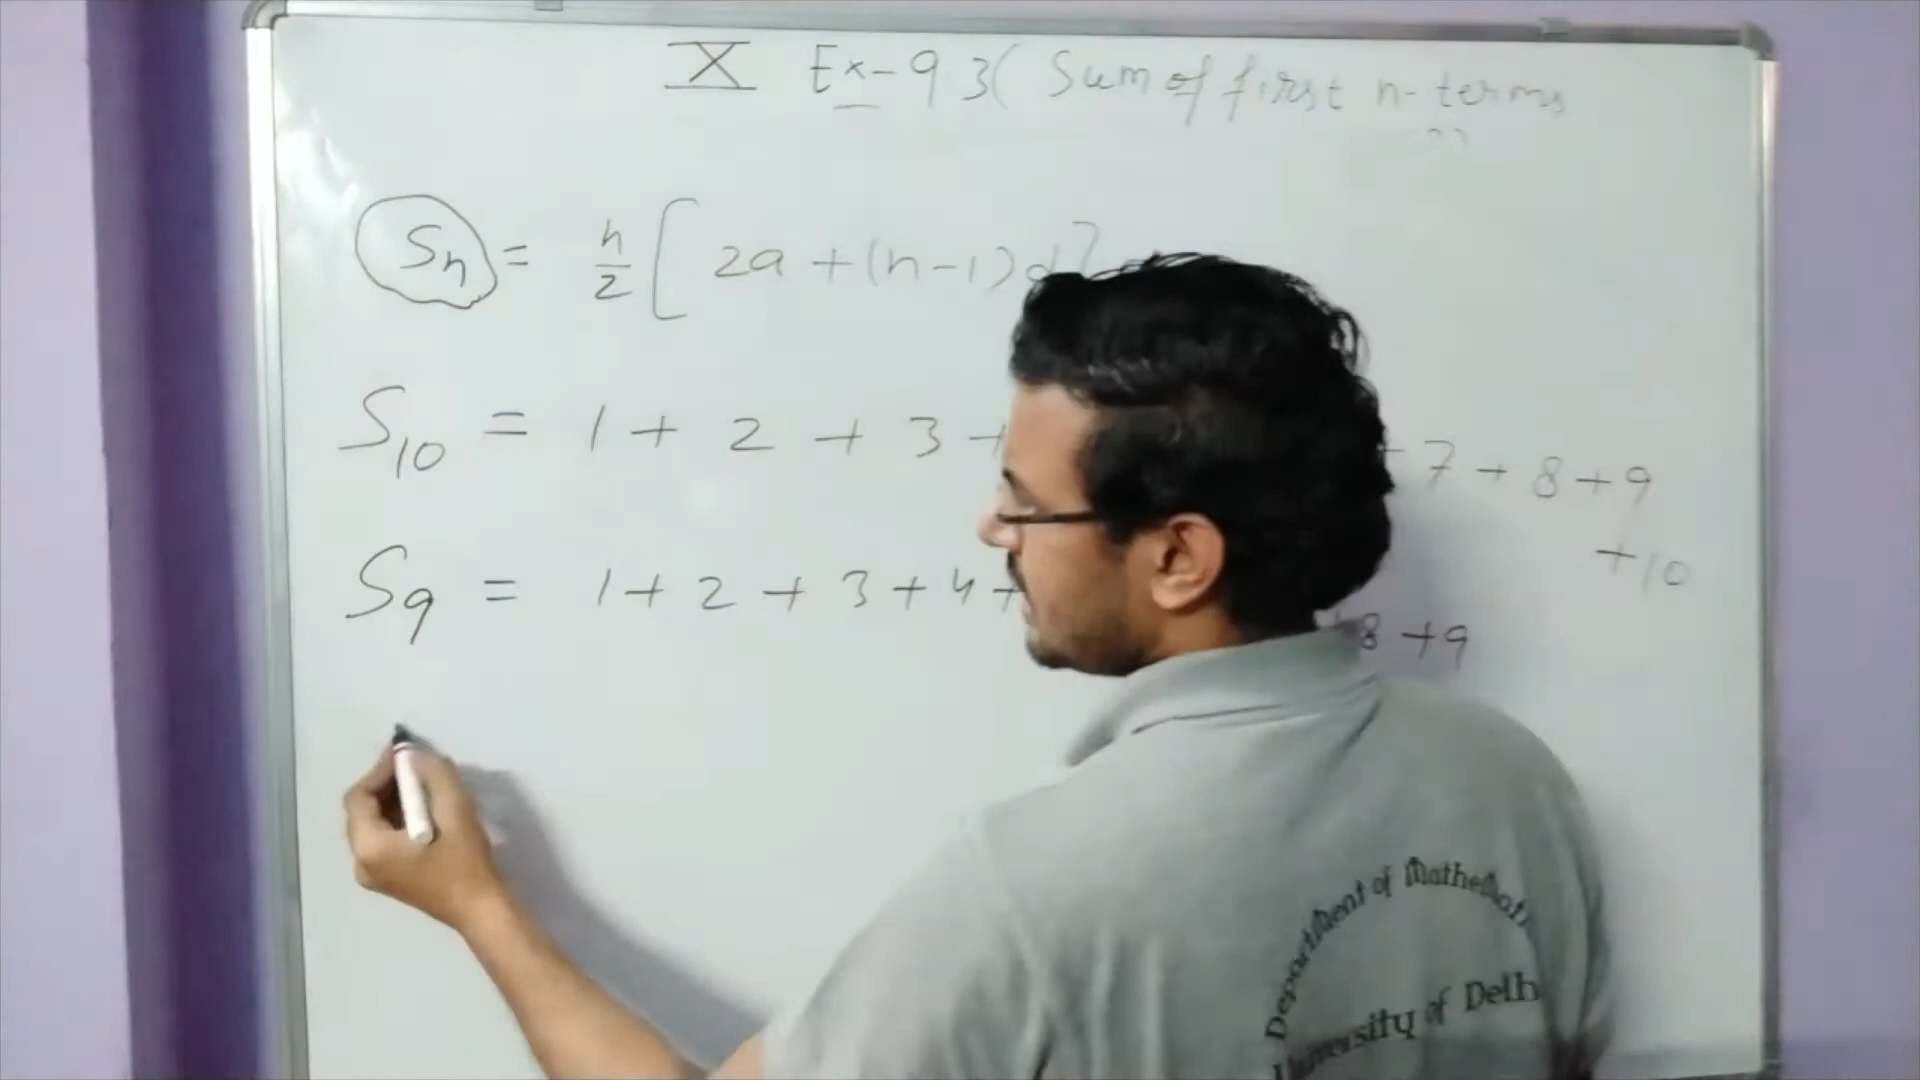 X Ex-9 3( Sum of first n-terms
Sn = n/2 [ 2a + (n-1)d]
S10 = 1 + 2 + 3 + + 7 + 8 + 9
+10
S9 = 1 + 2 + 3 + 4 + + 8 + 9
Department of
University of Delh